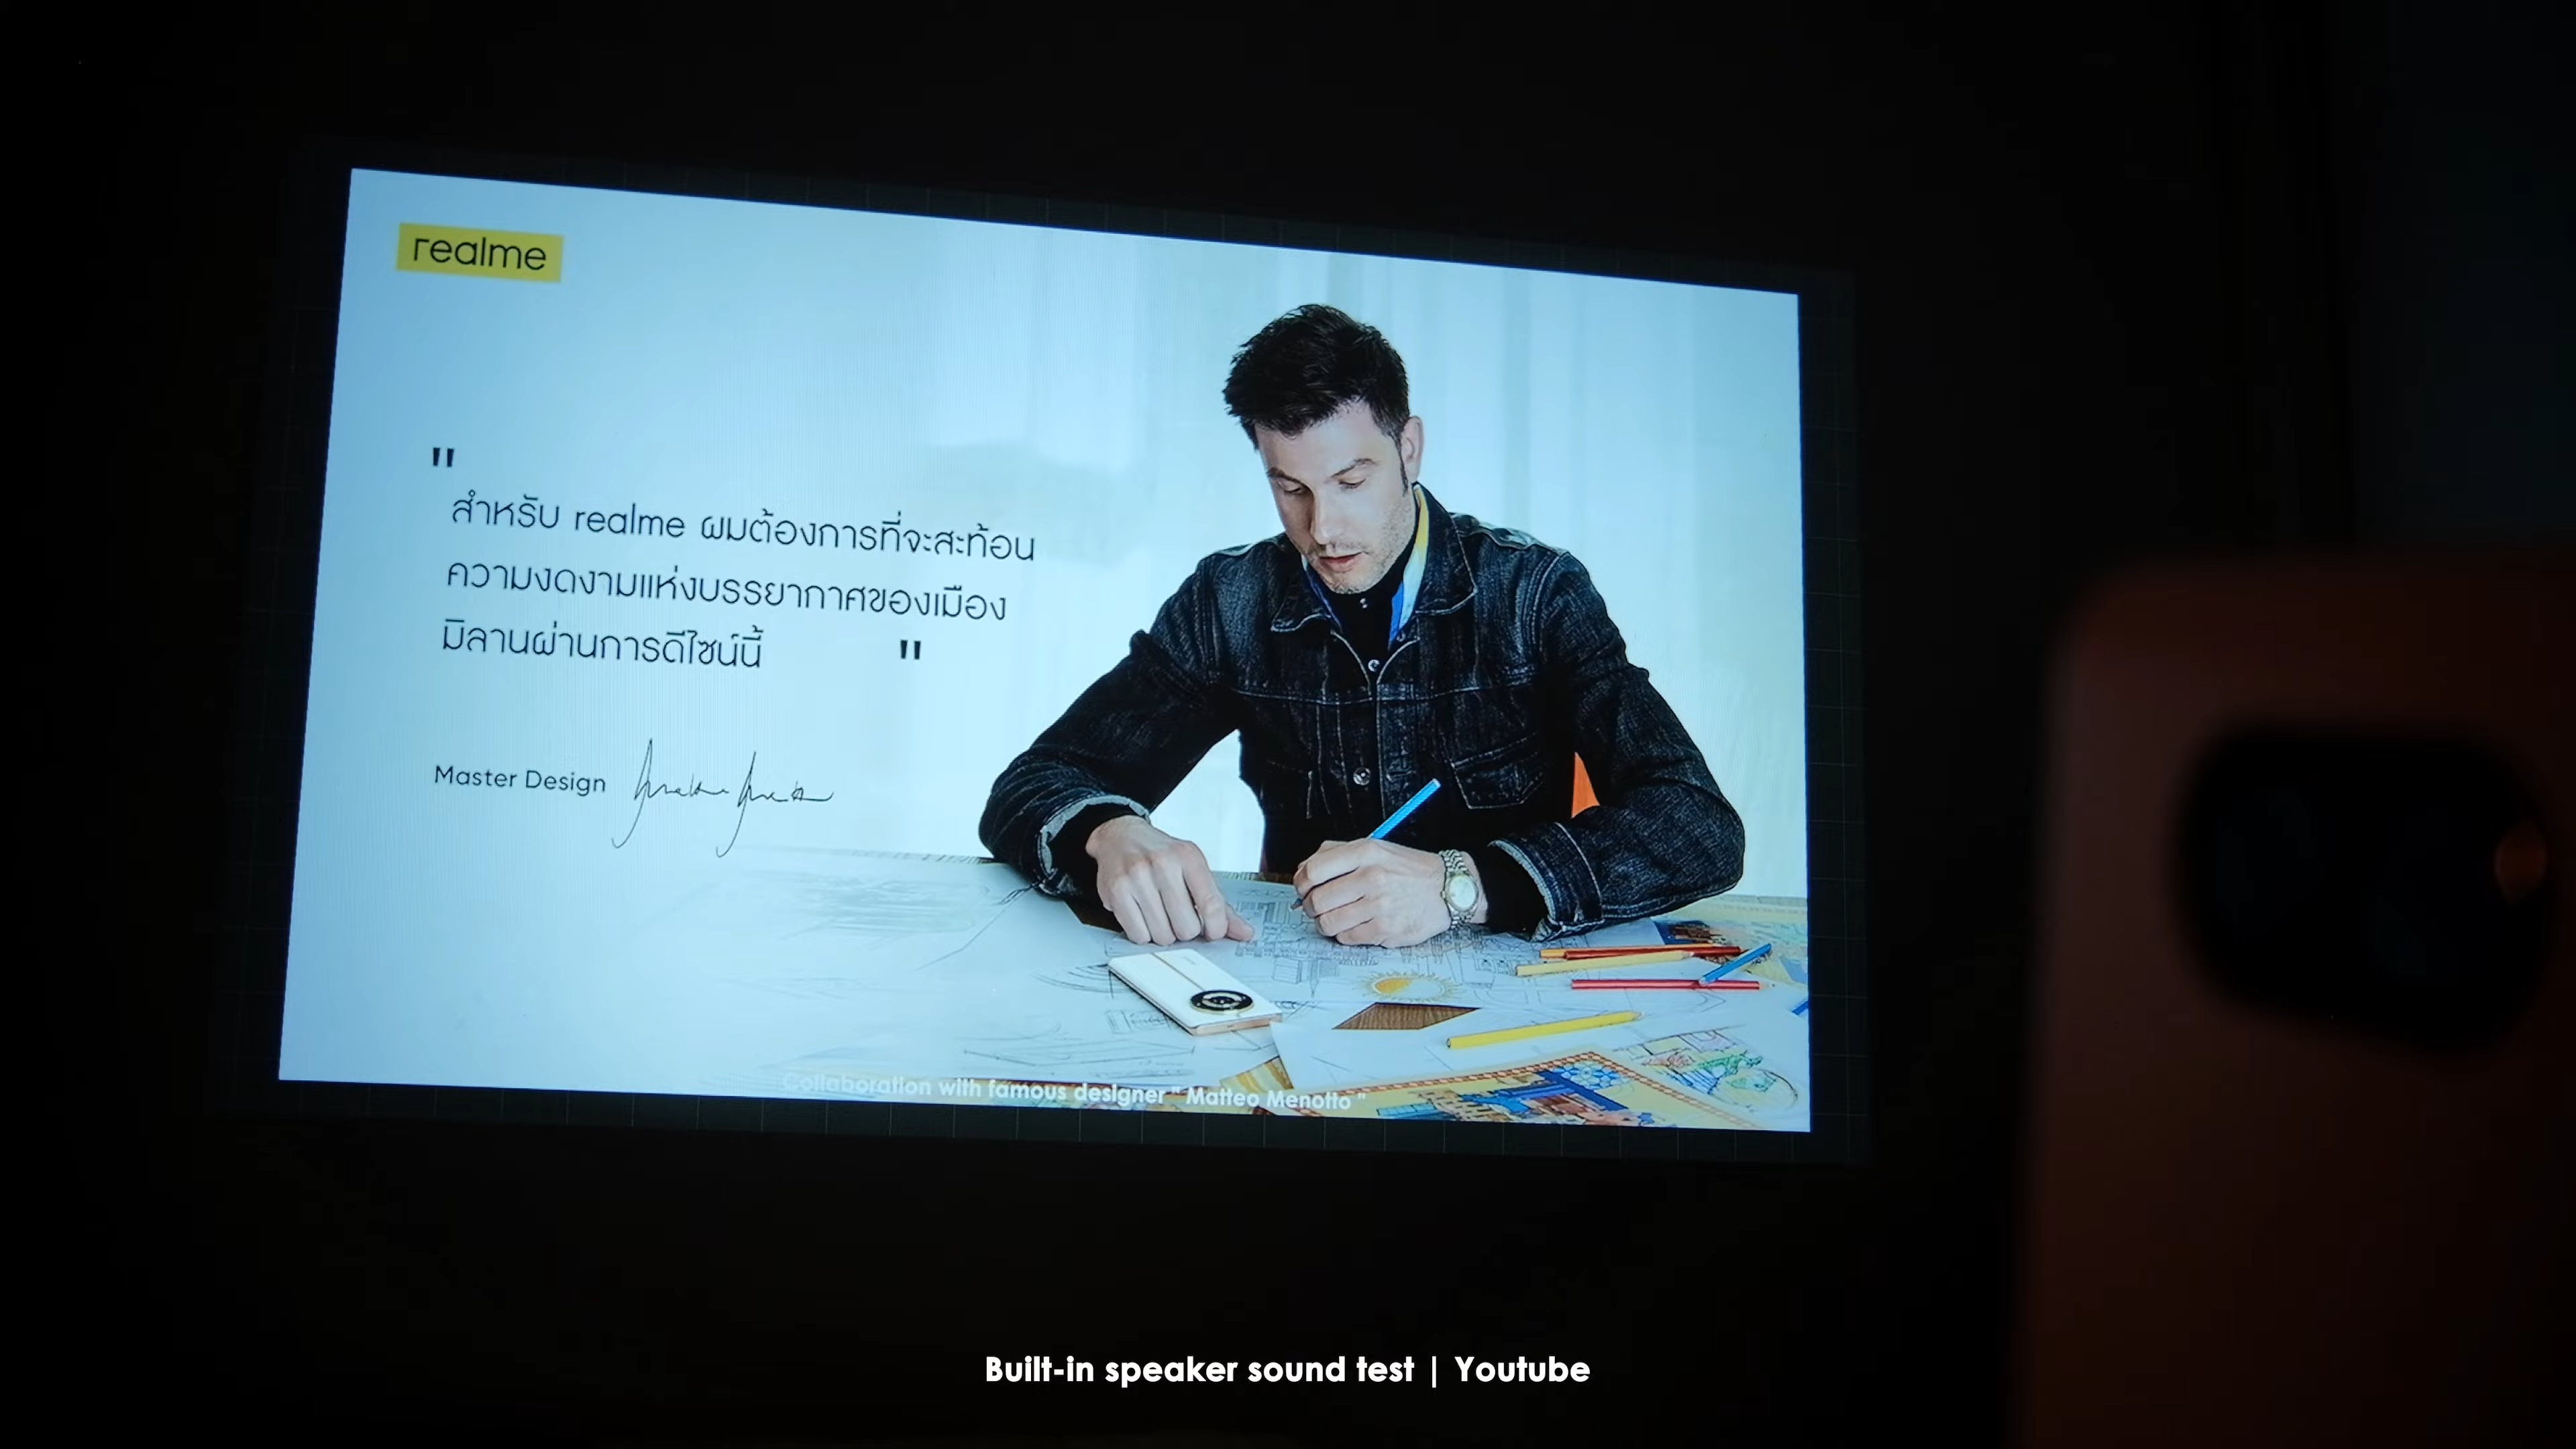 realme
"
สำหรับ realme ผมต้องการที่จะสะท้อน
ความงดงามแห่งบรรยากาศของเมือง
มิลานผ่านการดีไซน์นี้ "
Master Design
Collaboration with famous designer " Matteo Menotto "
Built-in speaker sound test | Youtube